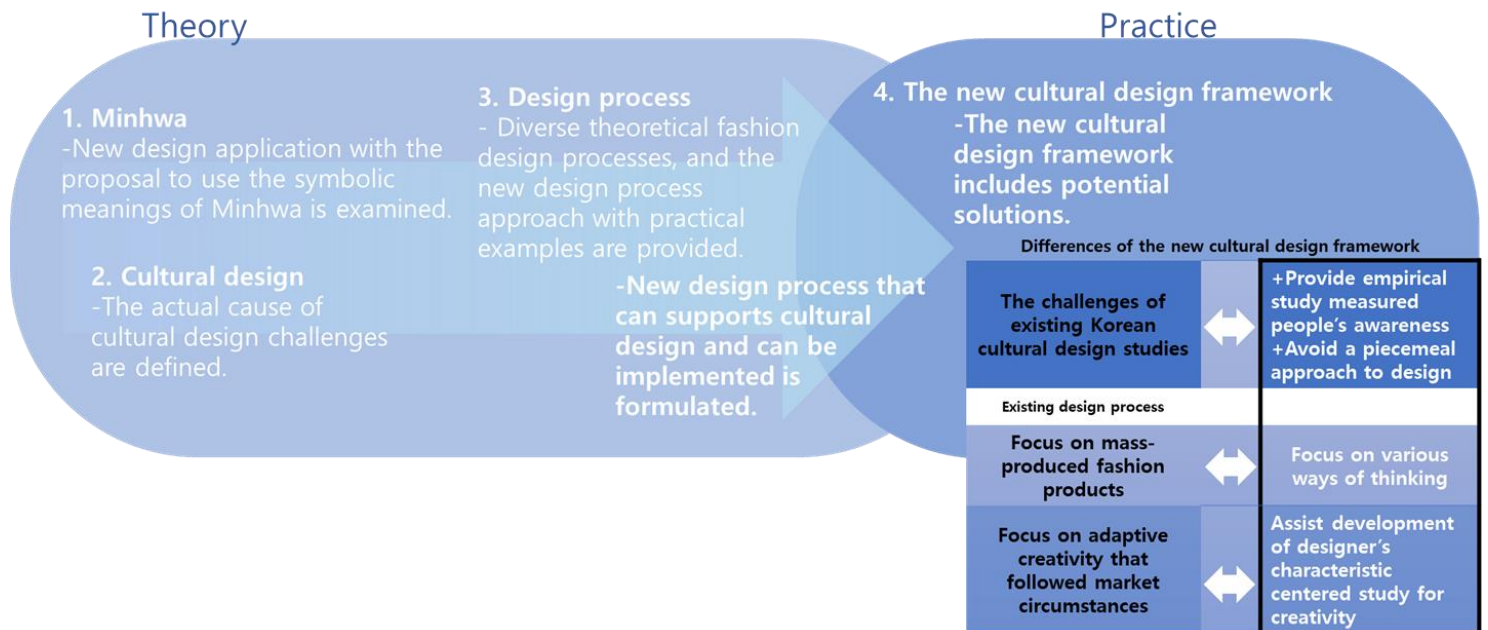 Theory
Practice
1. Minhwa
-New design application with the
proposal to use the symbolic
meanings of Minhwa is examined.
2. Cultural design
-The actual cause of
cultural design challenges
are defined.
3. Design process
- Diverse theoretical fashion
design processes, and the
new design process
approach with practical
examples are provided.
-New design process that
can supports cultural
design and can be
implemented is
formulated.
4. The new cultural design framework
-The new cultural
design framework
includes potential
solutions.
Differences of the new cultural design framework
The challenges of
existing Korean
cultural design studies
+Provide empirical
study measured
people's awareness
+Avoid a piecemeal
approach to design
Existing design process
Focus on mass-
produced fashion
products
Focus on various
ways of thinking
Focus on adaptive
creativity that
followed market
circumstances
Assist development
of designer's
characteristic
centered study for
creativity